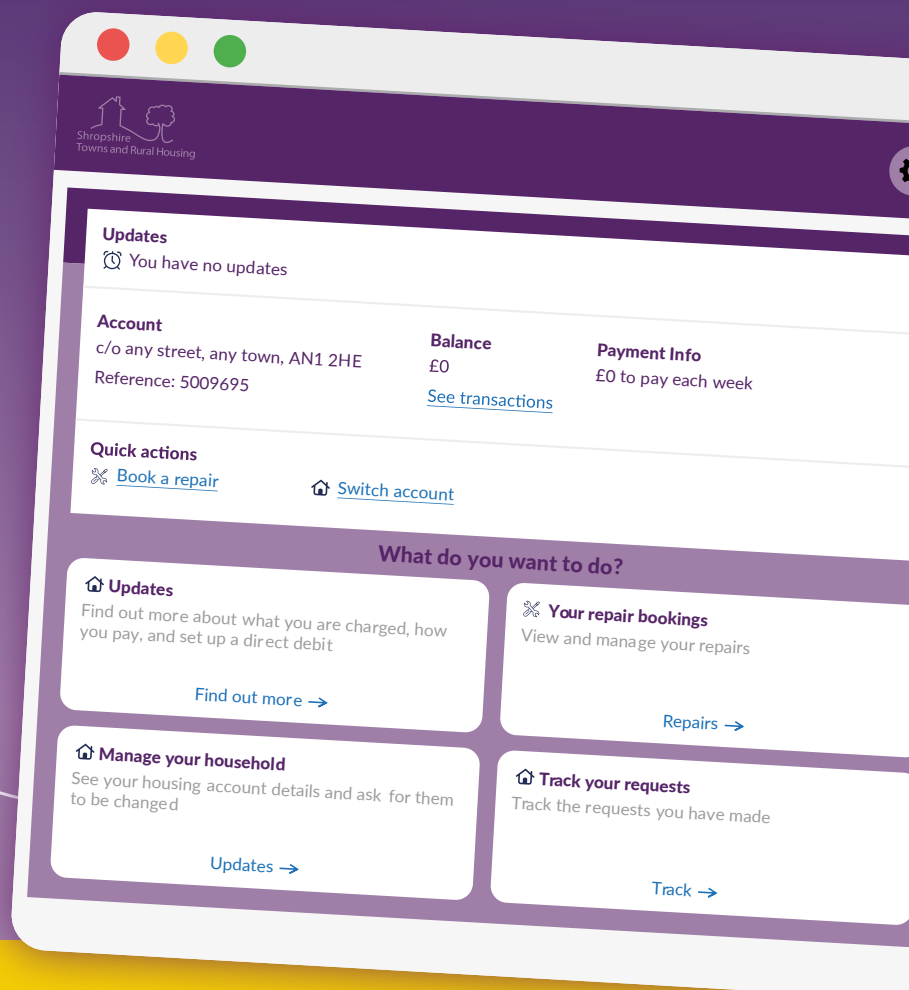 Shropshire
Towns and Rural Housing
Updates
You have no updates
Account
c/o any street, any town, AN1 2HE
Reference: 5009695
Balance
£0
See transactions
Payment Info
£0 to pay each week
Quick actions
Book a repair
Switch account
What do you want to do?
Updates
Find out more about what you are charged, how
you pay, and set up a direct debit
Find out more
Your repair bookings
View and manage your repairs
Repairs
Manage your household
See your housing account details and ask for them
to be changed
Updates
Track your requests
Track the requests you have made
Track